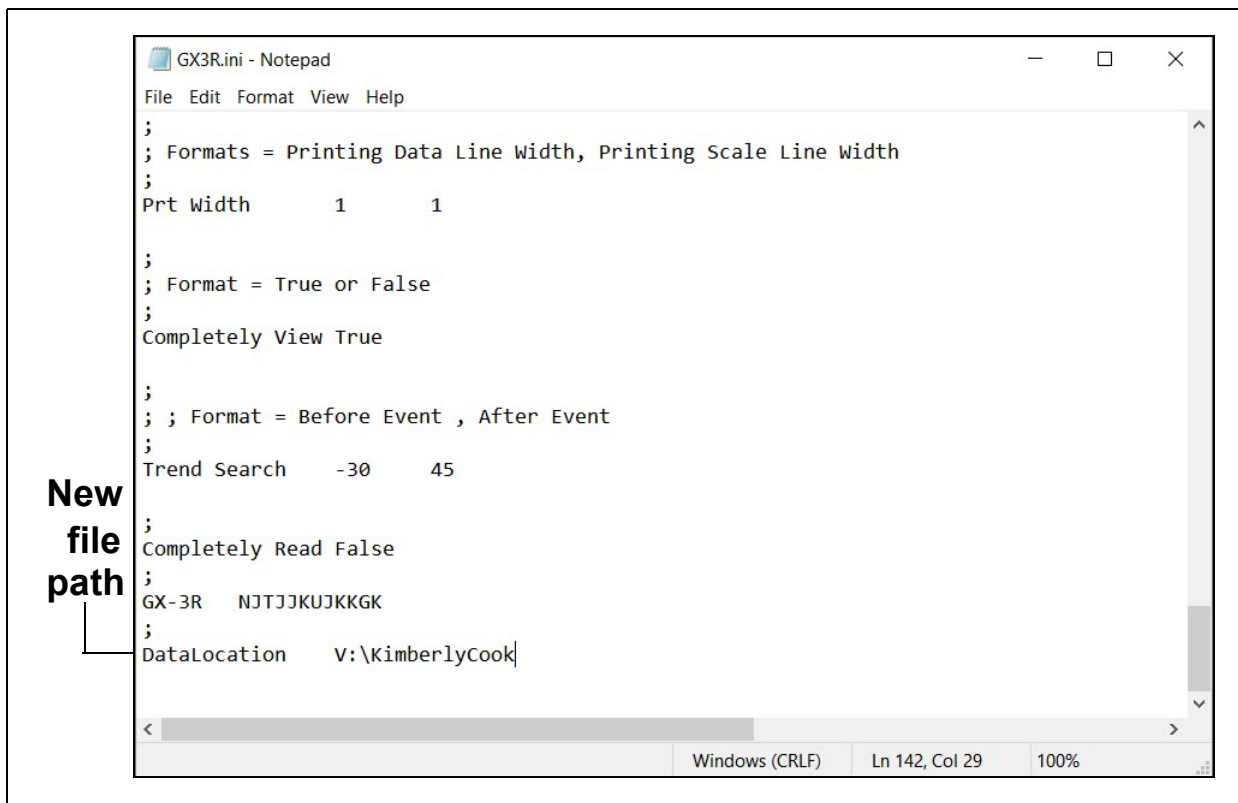 GX3R.ini - Notepad
File Edit Format View Help
;
; Formats = Printing Data Line Width, Printing Scale Line Width
;
Prt Width 1 1
;
; Format = True or False
;
Completely View True
;
; ; Format = Before Event , After Event
;
Trend Search -30 45
;
Completely Read False
;
GX-3R NJTJJKUJKKGK
;
DataLocation V:\KimberlyCook
New
file
path
Windows (CRLF) Ln 142, Col 29 100%